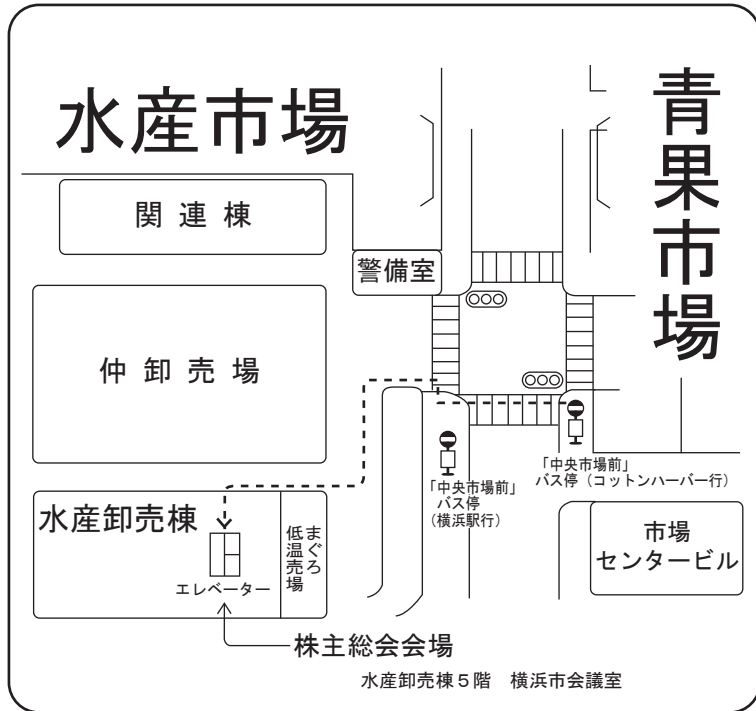 水産市場
青果市場
関連棟
警備室
仲卸売場
「中央市場前」
バス停
(横浜駅行)
「中央市場前」
バス停(コットンハーバー行)
水産卸売棟
まぐろ
低温売場
エレベーター
市場
センタービル
株主総会会場
水産卸売棟5階 横浜市会議室